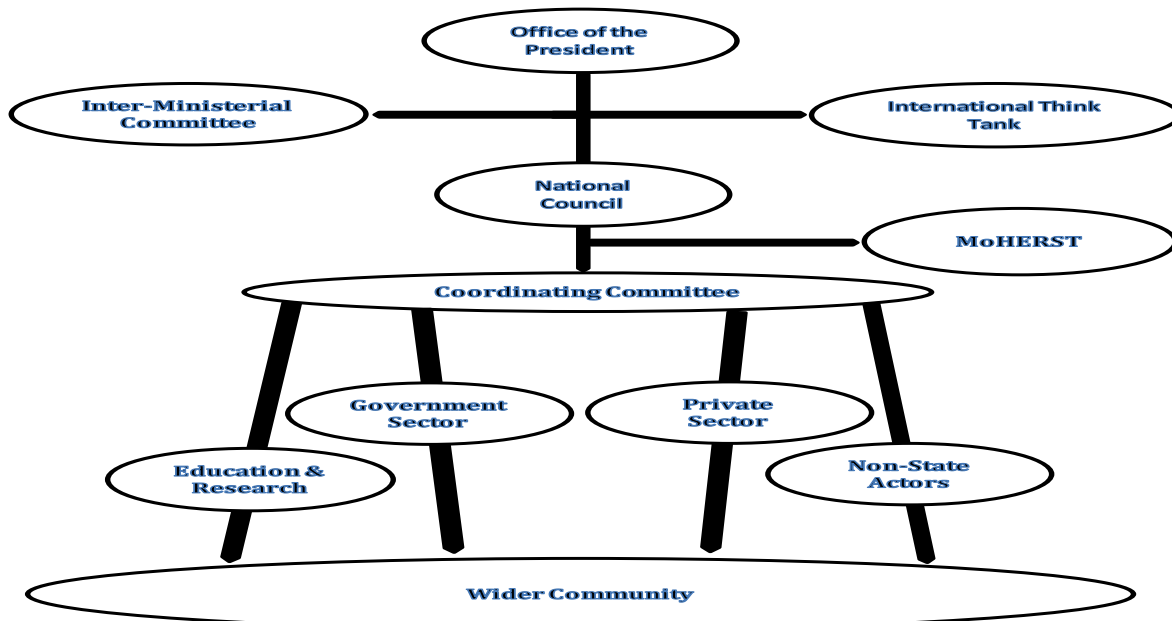 Office of the
President
Inter-Ministerial
Committee
International Think
Tank
National
Council
MoHERST
Coordinating Committee
Government
Sector
Private
Sector
Education &
Research
Non-State
Actors
Wider Community